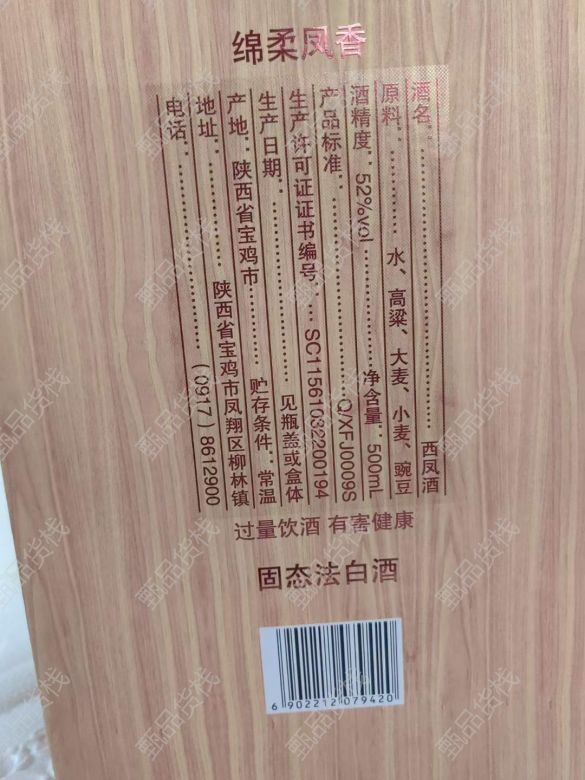 绵柔凤香
酒名：西凤酒
原料：水、高粱、大麦、小麦、豌豆
酒精度：52%vol 净含量：500mL
产品标准：Q/XFJ0009S
生产许可证证书编号：SC11561032200194
生产日期：见瓶盖或盒体
产地：陕西省宝鸡市 贮存条件：常温
地址：陕西省宝鸡市凤翔区柳林镇
电话：(0917)8612900
过量饮酒 有害健康
固态法白酒
6 902212 079420
甄品货栈